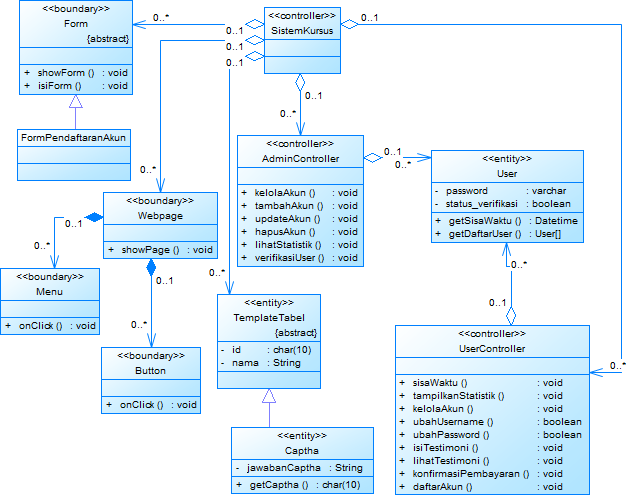 <<boundary>>
Form
{abstract}
+ showForm () : void
+ isiForm () : void
FormPendaftaranAkun
<<controller>>
SistemKursus
0..*
0..1
0..1
0..1
0..1
0..1
0..*
<<controller>>
AdminController
+ kelolaAkun () : void
+ tambahAkun () : void
+ updateAkun () : void
+ hapusAkun () : void
+ lihatStatistik () : void
+ verifikasiUser () : void
0..1
0..*
<<entity>>
User
- password : varchar
- status_verifikasi : boolean
+ getSisaWaktu () : Datetime
+ getDaftarUser () : User[]
0..*
<<boundary>>
Webpage
+ showPage () : void
0..1
0..*
<<boundary>>
Menu
+ onClick () : void
0..1
0..*
<<boundary>>
Button
+ onClick () : void
0..*
<<entity>>
TemplateTabel
{abstract}
- id : char(10)
- nama : String
<<entity>>
Captha
- jawabanCaptha : String
+ getCaptha () : char(10)
0..*
0..1
0..*
<<controller>>
UserController
+ sisaWaktu () : void
+ tampilkanStatistik () : void
+ kelolaAkun () : void
+ ubahUsername () : boolean
+ ubahPassword () : boolean
+ isiTestimoni () : void
+ lihatTestimoni () : void
+ konfirmasiPembayaran () : void
+ daftarAkun () : void